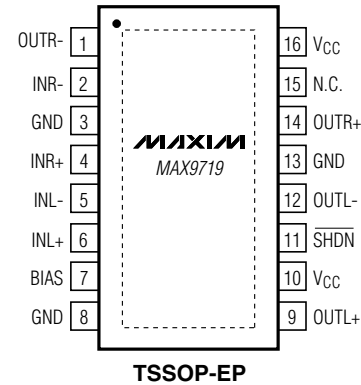 OUTR- 1 16 VCC
INR- 2 15 N.C.
GND 3 14 OUTR+
INR+ 4 13 GND
INL- 5 12 OUTL-
INL+ 6 11 SHDN
BIAS 7 10 VCC
GND 8 9 OUTL+
MAXIM
MAX9719
TSSOP-EP